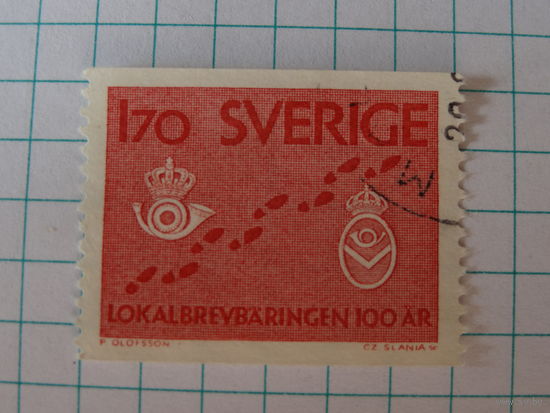 1.70 SVERIGE
LOKALBREVBÄRINGEN 100 ÅR
P. OLOFSSON CZ. SLANIA SC